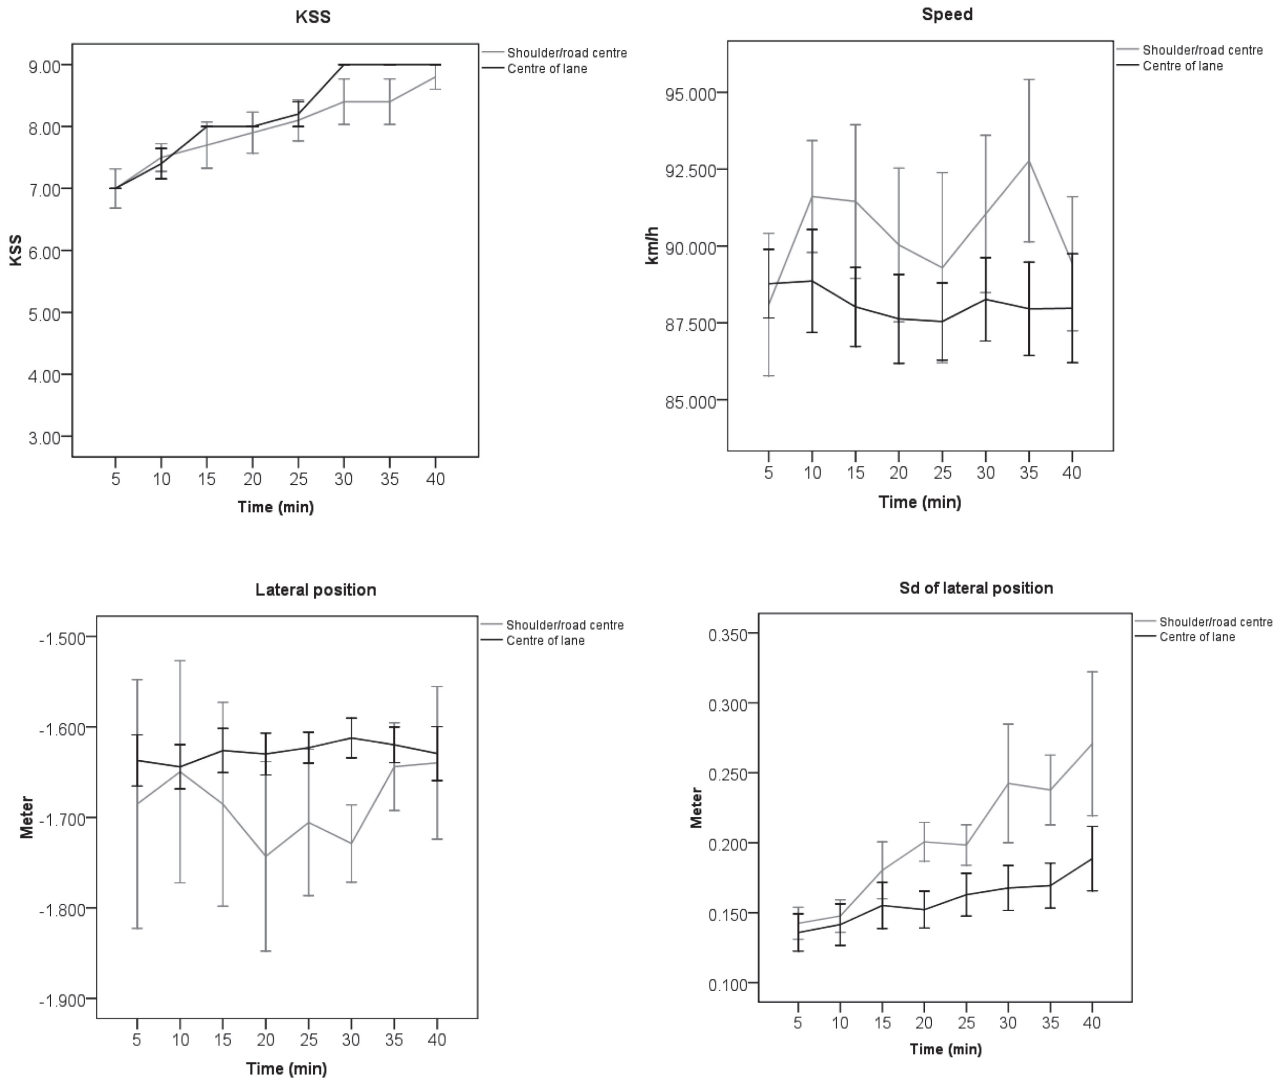 KSS
Shoulder/road centre
Centre of lane
9.00
8.00
7.00
6.00
5.00
4.00
3.00
KSS
5 10 15 20 25 30 35 40
Time (min)
Speed
Shoulder/road centre
Centre of lane
95.000
92.500
90.000
87.500
85.000
km/h
5 10 15 20 25 30 35 40
Time (min)
Lateral position
Shoulder/road centre
Centre of lane
-1.500
-1.600
-1.700
-1.800
-1.900
Meter
5 10 15 20 25 30 35 40
Time (min)
Sd of lateral position
Shoulder/road centre
Centre of lane
0.350
0.300
0.250
0.200
0.150
0.100
Meter
5 10 15 20 25 30 35 40
Time (min)